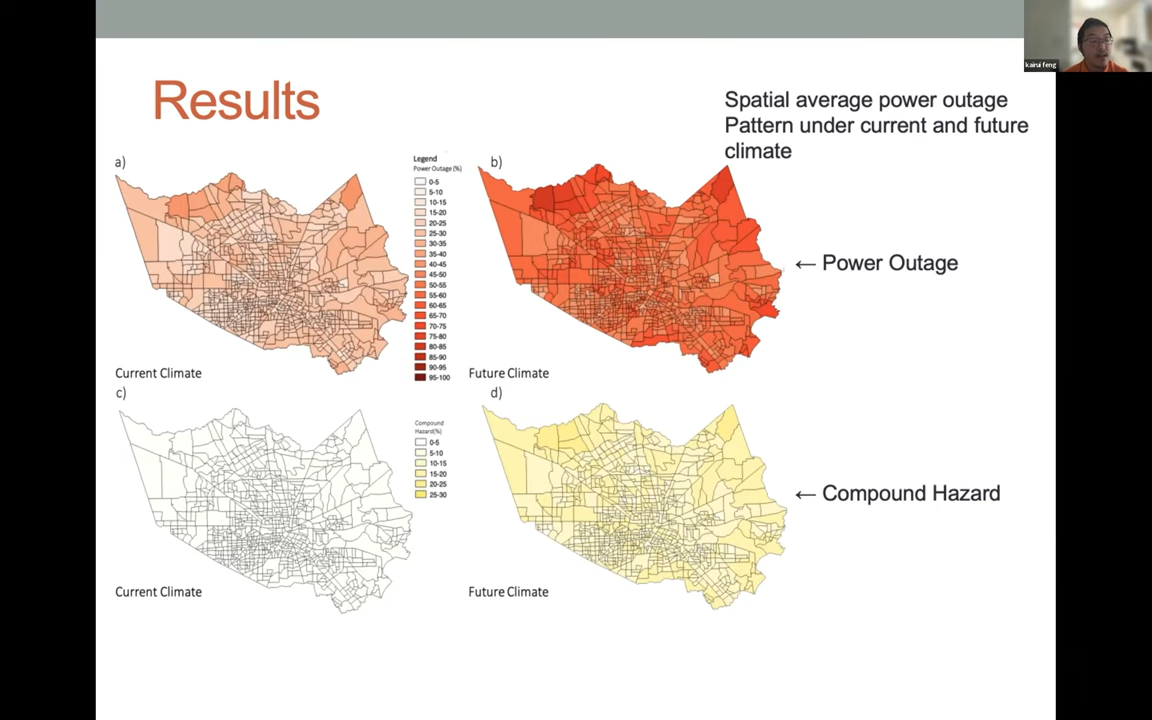 kairui feng
Results
Spatial average power outage
Pattern under current and future
climate
a)
Legend
Power Outage (%)
0-5
5-10
10-15
15-20
20-25
25-30
30-35
35-40
40-45
45-50
50-55
55-60
60-65
65-70
70-75
75-80
80-85
85-90
90-95
95-100
b)
← Power Outage
Current Climate
Future Climate
c)
Compound
Hazard(%)
0-5
5-10
10-15
15-20
20-25
25-30
d)
← Compound Hazard
Current Climate
Future Climate